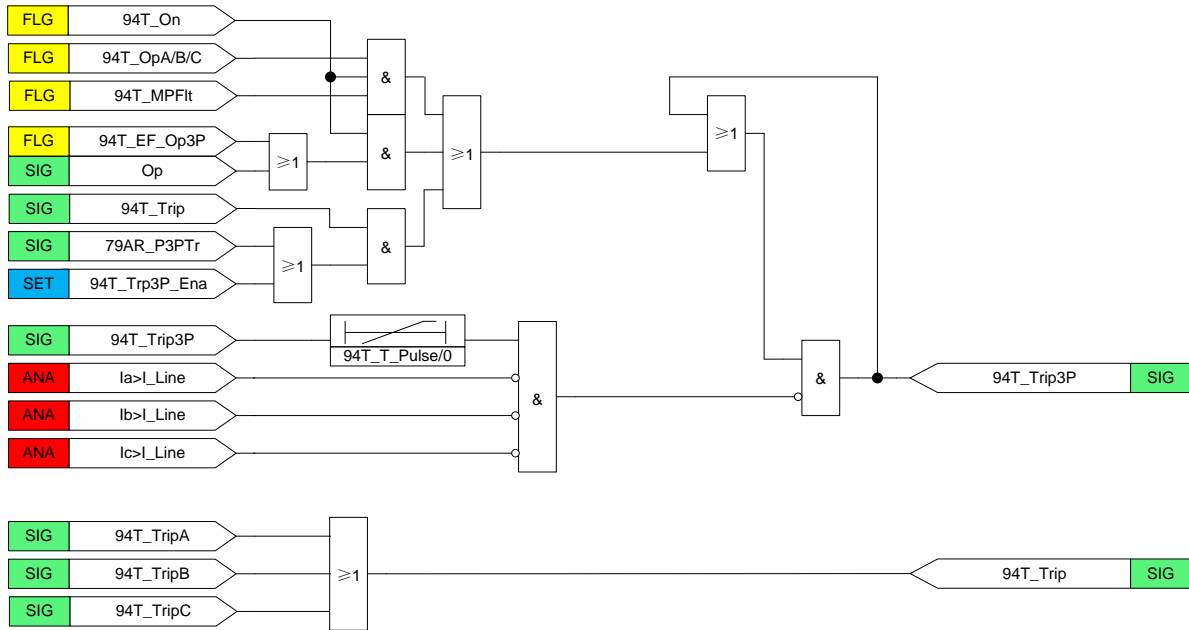 FLG 94T_On
FLG 94T_OpA/B/C
&
FLG 94T_MPFlt
≥1
FLG 94T_EF_Op3P
&
≥1
≥1
SIG Op
SIG 94T_Trip
SIG 79AR_P3PTr
&
≥1
SET 94T_Trp3P_Ena
SIG 94T_Trip3P
94T_T_Pulse/0
ANA Ia>I_Line
& 94T_Trip3P SIG
&
ANA Ib>I_Line
ANA Ic>I_Line
SIG 94T_TripA
SIG 94T_TripB
≥1
94T_Trip SIG
SIG 94T_TripC